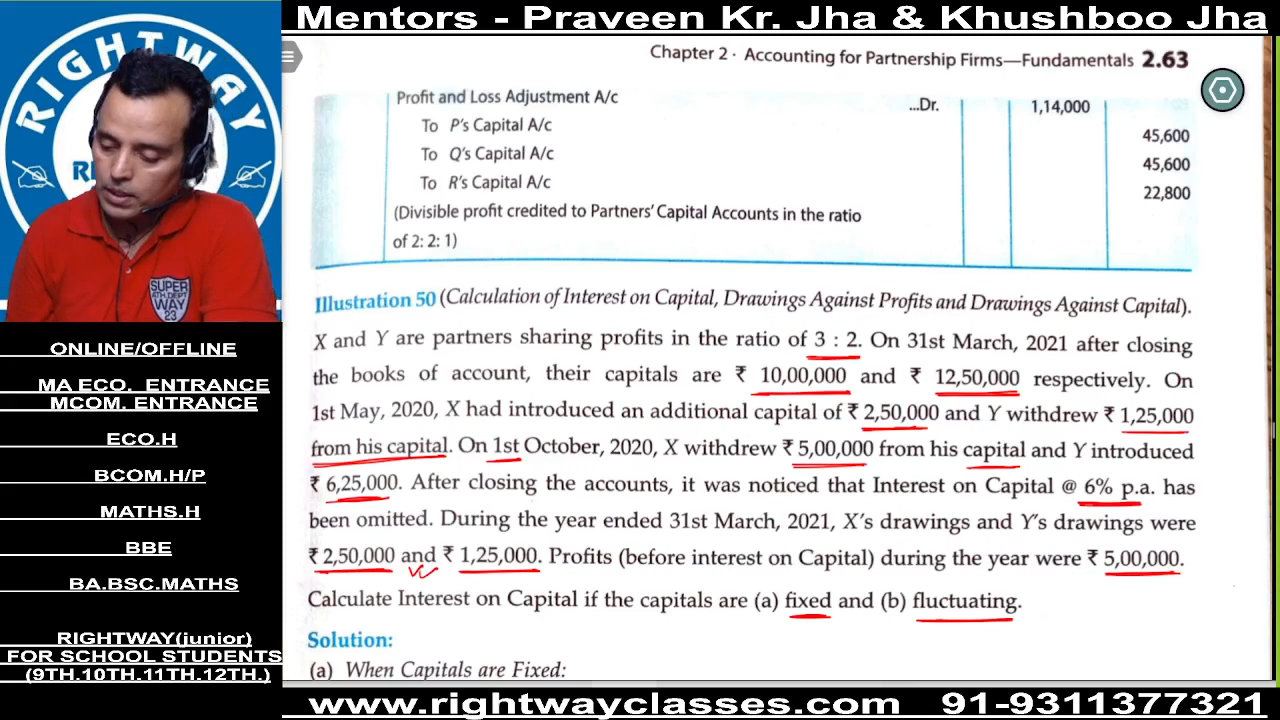 Mentors - Praveen Kr. Jha & Khushboo Jha
RIGHTWAY
ONLINE/OFFLINE
MA ECO. ENTRANCE
MCOM. ENTRANCE
ECO.H
BCOM.H/P
MATHS.H
BBE
BA.BSC.MATHS
RIGHTWAY(junior)
FOR SCHOOL STUDENTS
(9TH.10TH.11TH.12TH.)
SUPER
ATH.DEPT
WAY
23
Chapter 2 · Accounting for Partnership Firms—Fundamentals 2.63
Profit and Loss Adjustment A/c ...Dr. 1,14,000
To P's Capital A/c 45,600
To Q's Capital A/c 45,600
To R's Capital A/c 22,800
(Divisible profit credited to Partners' Capital Accounts in the ratio
of 2: 2: 1)
Illustration 50 (Calculation of Interest on Capital, Drawings Against Profits and Drawings Against Capital).
X and Y are partners sharing profits in the ratio of 3 : 2. On 31st March, 2021 after closing
the books of account, their capitals are ₹ 10,00,000 and ₹ 12,50,000 respectively. On
1st May, 2020, X had introduced an additional capital of ₹ 2,50,000 and Y withdrew ₹ 1,25,000
from his capital. On 1st October, 2020, X withdrew ₹ 5,00,000 from his capital and Y introduced
₹ 6,25,000. After closing the accounts, it was noticed that Interest on Capital @ 6% p.a. has
been omitted. During the year ended 31st March, 2021, X's drawings and Y's drawings were
₹ 2,50,000 and ₹ 1,25,000. Profits (before interest on Capital) during the year were ₹ 5,00,000.
Calculate Interest on Capital if the capitals are (a) fixed and (b) fluctuating.
Solution:
(a) When Capitals are Fixed:
www.rightwayclasses.com 91-9311377321